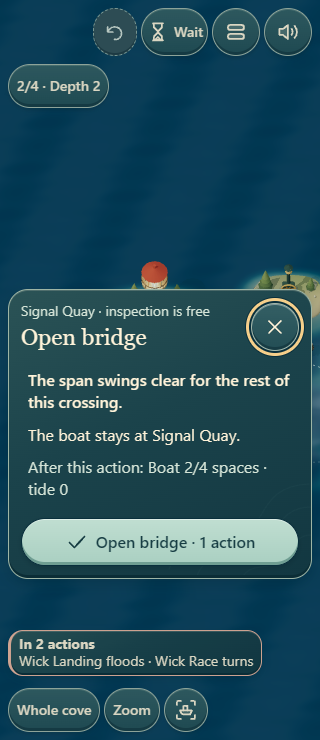 Wait
2/4 · Depth 2
Signal Quay · inspection is free
Open bridge
The span swings clear for the rest of
this crossing.
The boat stays at Signal Quay.
After this action: Boat 2/4 spaces ·
tide 0
Open bridge · 1 action
In 2 actions
Wick Landing floods · Wick Race turns
Whole cove
Zoom